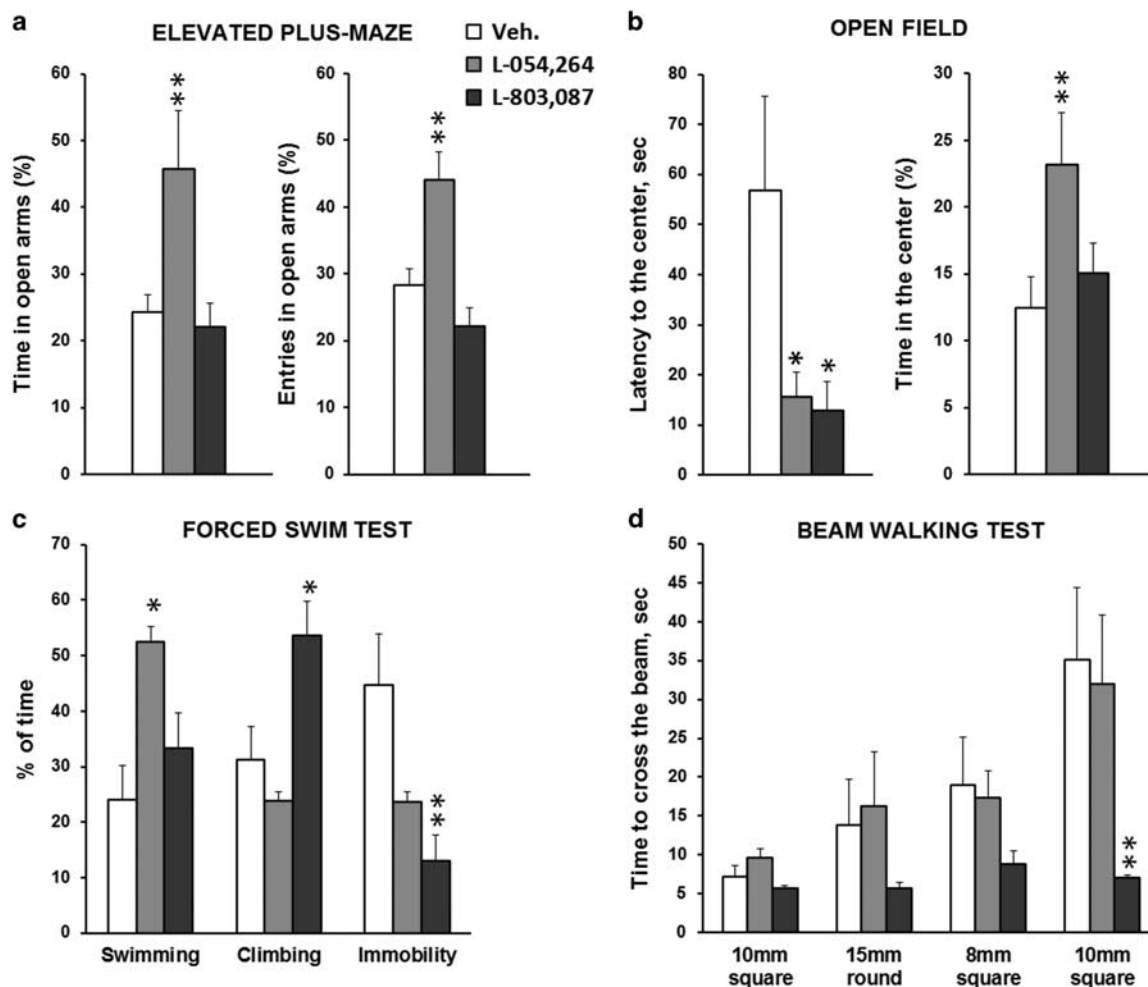 a
ELEVATED PLUS-MAZE
Veh.
L-054,264
L-803,087
Time in open arms (%)
60
50
40
30
20
10
0
**
Entries in open arms (%)
60
50
40
30
20
10
0
**
b
OPEN FIELD
Latency to the center, sec
80
70
60
50
40
30
20
10
0
*
*
Time in the center (%)
30
25
20
15
10
5
0
**
c
FORCED SWIM TEST
% of time
70
60
50
40
30
20
10
0
*
*
**
Swimming
Climbing
Immobility
d
BEAM WALKING TEST
Time to cross the beam, sec
50
45
40
35
30
25
20
15
10
5
0
**
10mm
square
15mm
round
8mm
square
10mm
square